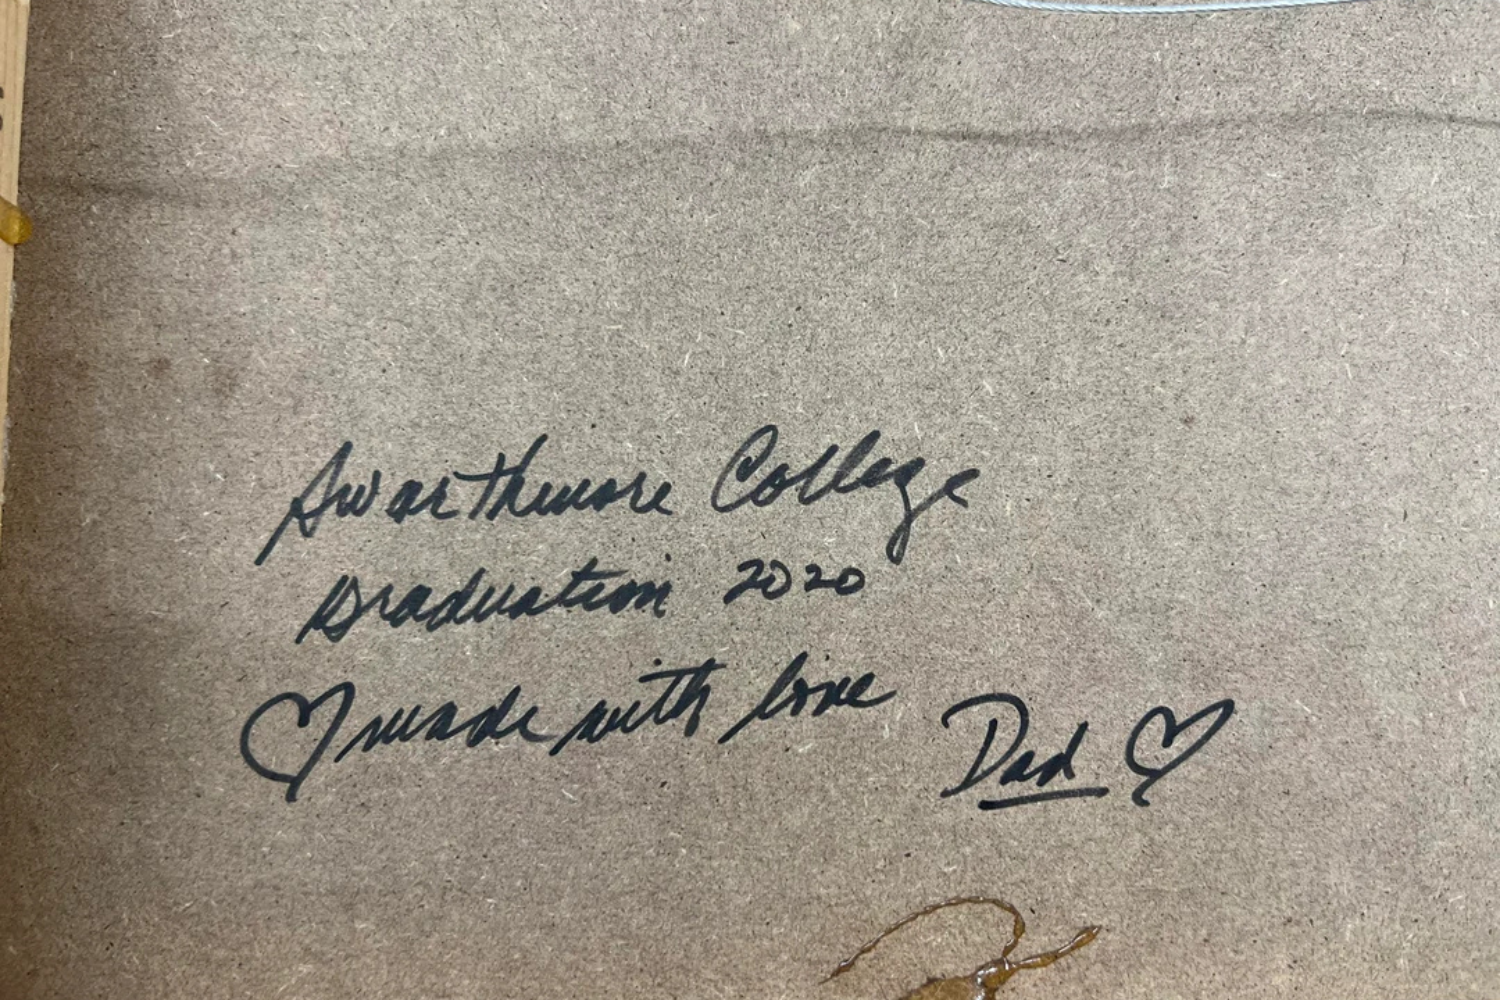 Swarthmore College
Graduation 2020
♡ made with love Dad ♡